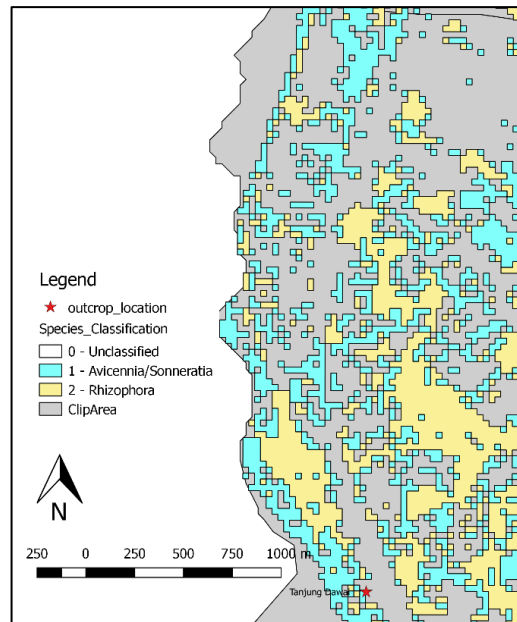 Legend
outcrop_location
Species_Classification
0 - Unclassified
1 - Avicennia/Sonneratia
2 - Rhizophora
ClipArea
N
250 0 250 500 750 1000 m
Tanjung Dawai